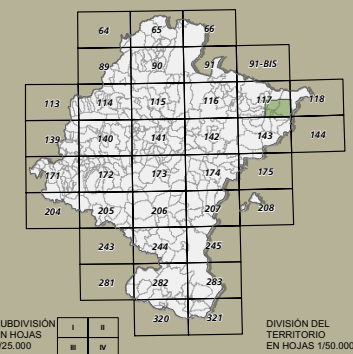 64 65 66
89 90 91 91-BIS
113 114 115 116 117 118
139 140 141 142 143 144
171 172 173 174 175
204 205 206 207 208
243 244 245
281 282 283
320 321
SUBDIVISIÓN
EN HOJAS
1/25.000
I II
III IV
DIVISIÓN DEL
TERRITORIO
EN HOJAS 1/50.000